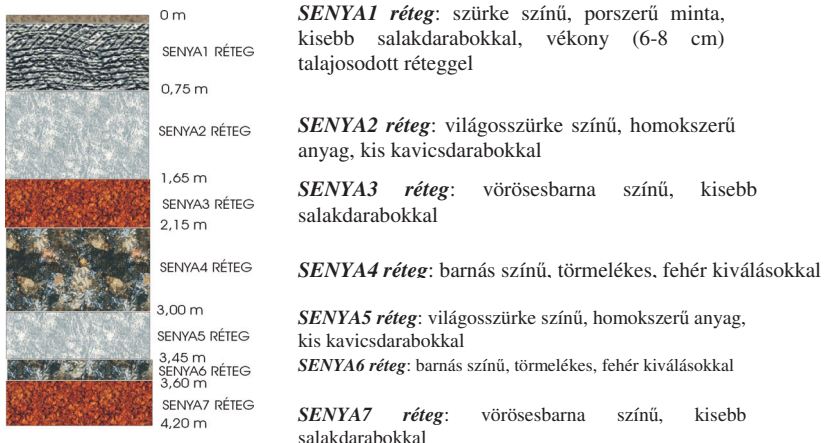 0 m
SENYA1 RÉTEG
0,75 m
SENYA2 RÉTEG
1,65 m
SENYA3 RÉTEG
2,15 m
SENYA4 RÉTEG
3,00 m
SENYA5 RÉTEG
3,45 m
SENYA6 RÉTEG
3,60 m
SENYA7 RÉTEG
4,20 m
SENYA1 réteg: szürke színű, porszerű minta,
kisebb salakdarabokkal, vékony (6-8 cm)
talajosodott réteggel
SENYA2 réteg: világosszürke színű, homokszerű
anyag, kis kavicsdarabokkal
SENYA3 réteg: vörösesbarna színű, kisebb
salakdarabokkal
SENYA4 réteg: barnás színű, törmelékes, fehér kiválásokkal
SENYA5 réteg: világosszürke színű, homokszerű anyag,
kis kavicsdarabokkal
SENYA6 réteg: barnás színű, törmelékes, fehér kiválásokkal
SENYA7 réteg: vörösesbarna színű, kisebb
salakdarabokkal